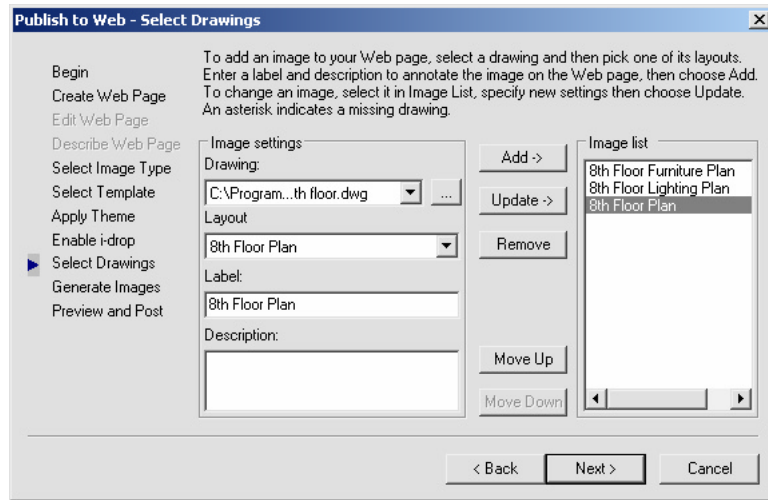 Publish to Web - Select Drawings
To add an image to your Web page, select a drawing and then pick one of its layouts.
Enter a label and description to annotate the image on the Web page, then choose Add.
To change an image, select it in Image List, specify new settings then choose Update.
An asterisk indicates a missing drawing.
Begin
Create Web Page
Edit Web Page
Describe Web Page
Select Image Type
Select Template
Apply Theme
Enable i-drop
Select Drawings
Generate Images
Preview and Post
Image settings
Drawing:
C:\Program...th floor.dwg
...
Layout
8th Floor Plan
Label:
8th Floor Plan
Description:
Add ->
Update ->
Remove
Move Up
Move Down
Image list
8th Floor Furniture Plan
8th Floor Lighting Plan
8th Floor Plan
< Back
Next >
Cancel